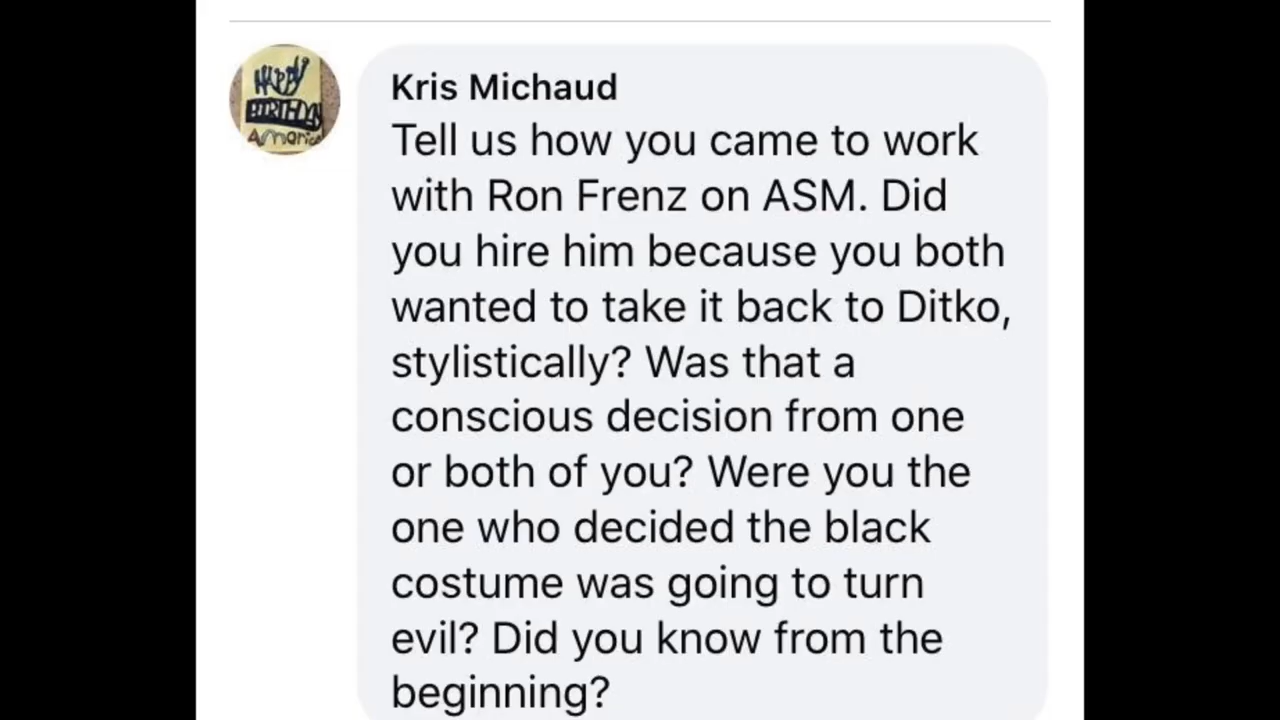 HAPPY
BIRTHDAY
America
Kris Michaud
Tell us how you came to work
with Ron Frenz on ASM. Did
you hire him because you both
wanted to take it back to Ditko,
stylistically? Was that a
conscious decision from one
or both of you? Were you the
one who decided the black
costume was going to turn
evil? Did you know from the
beginning?